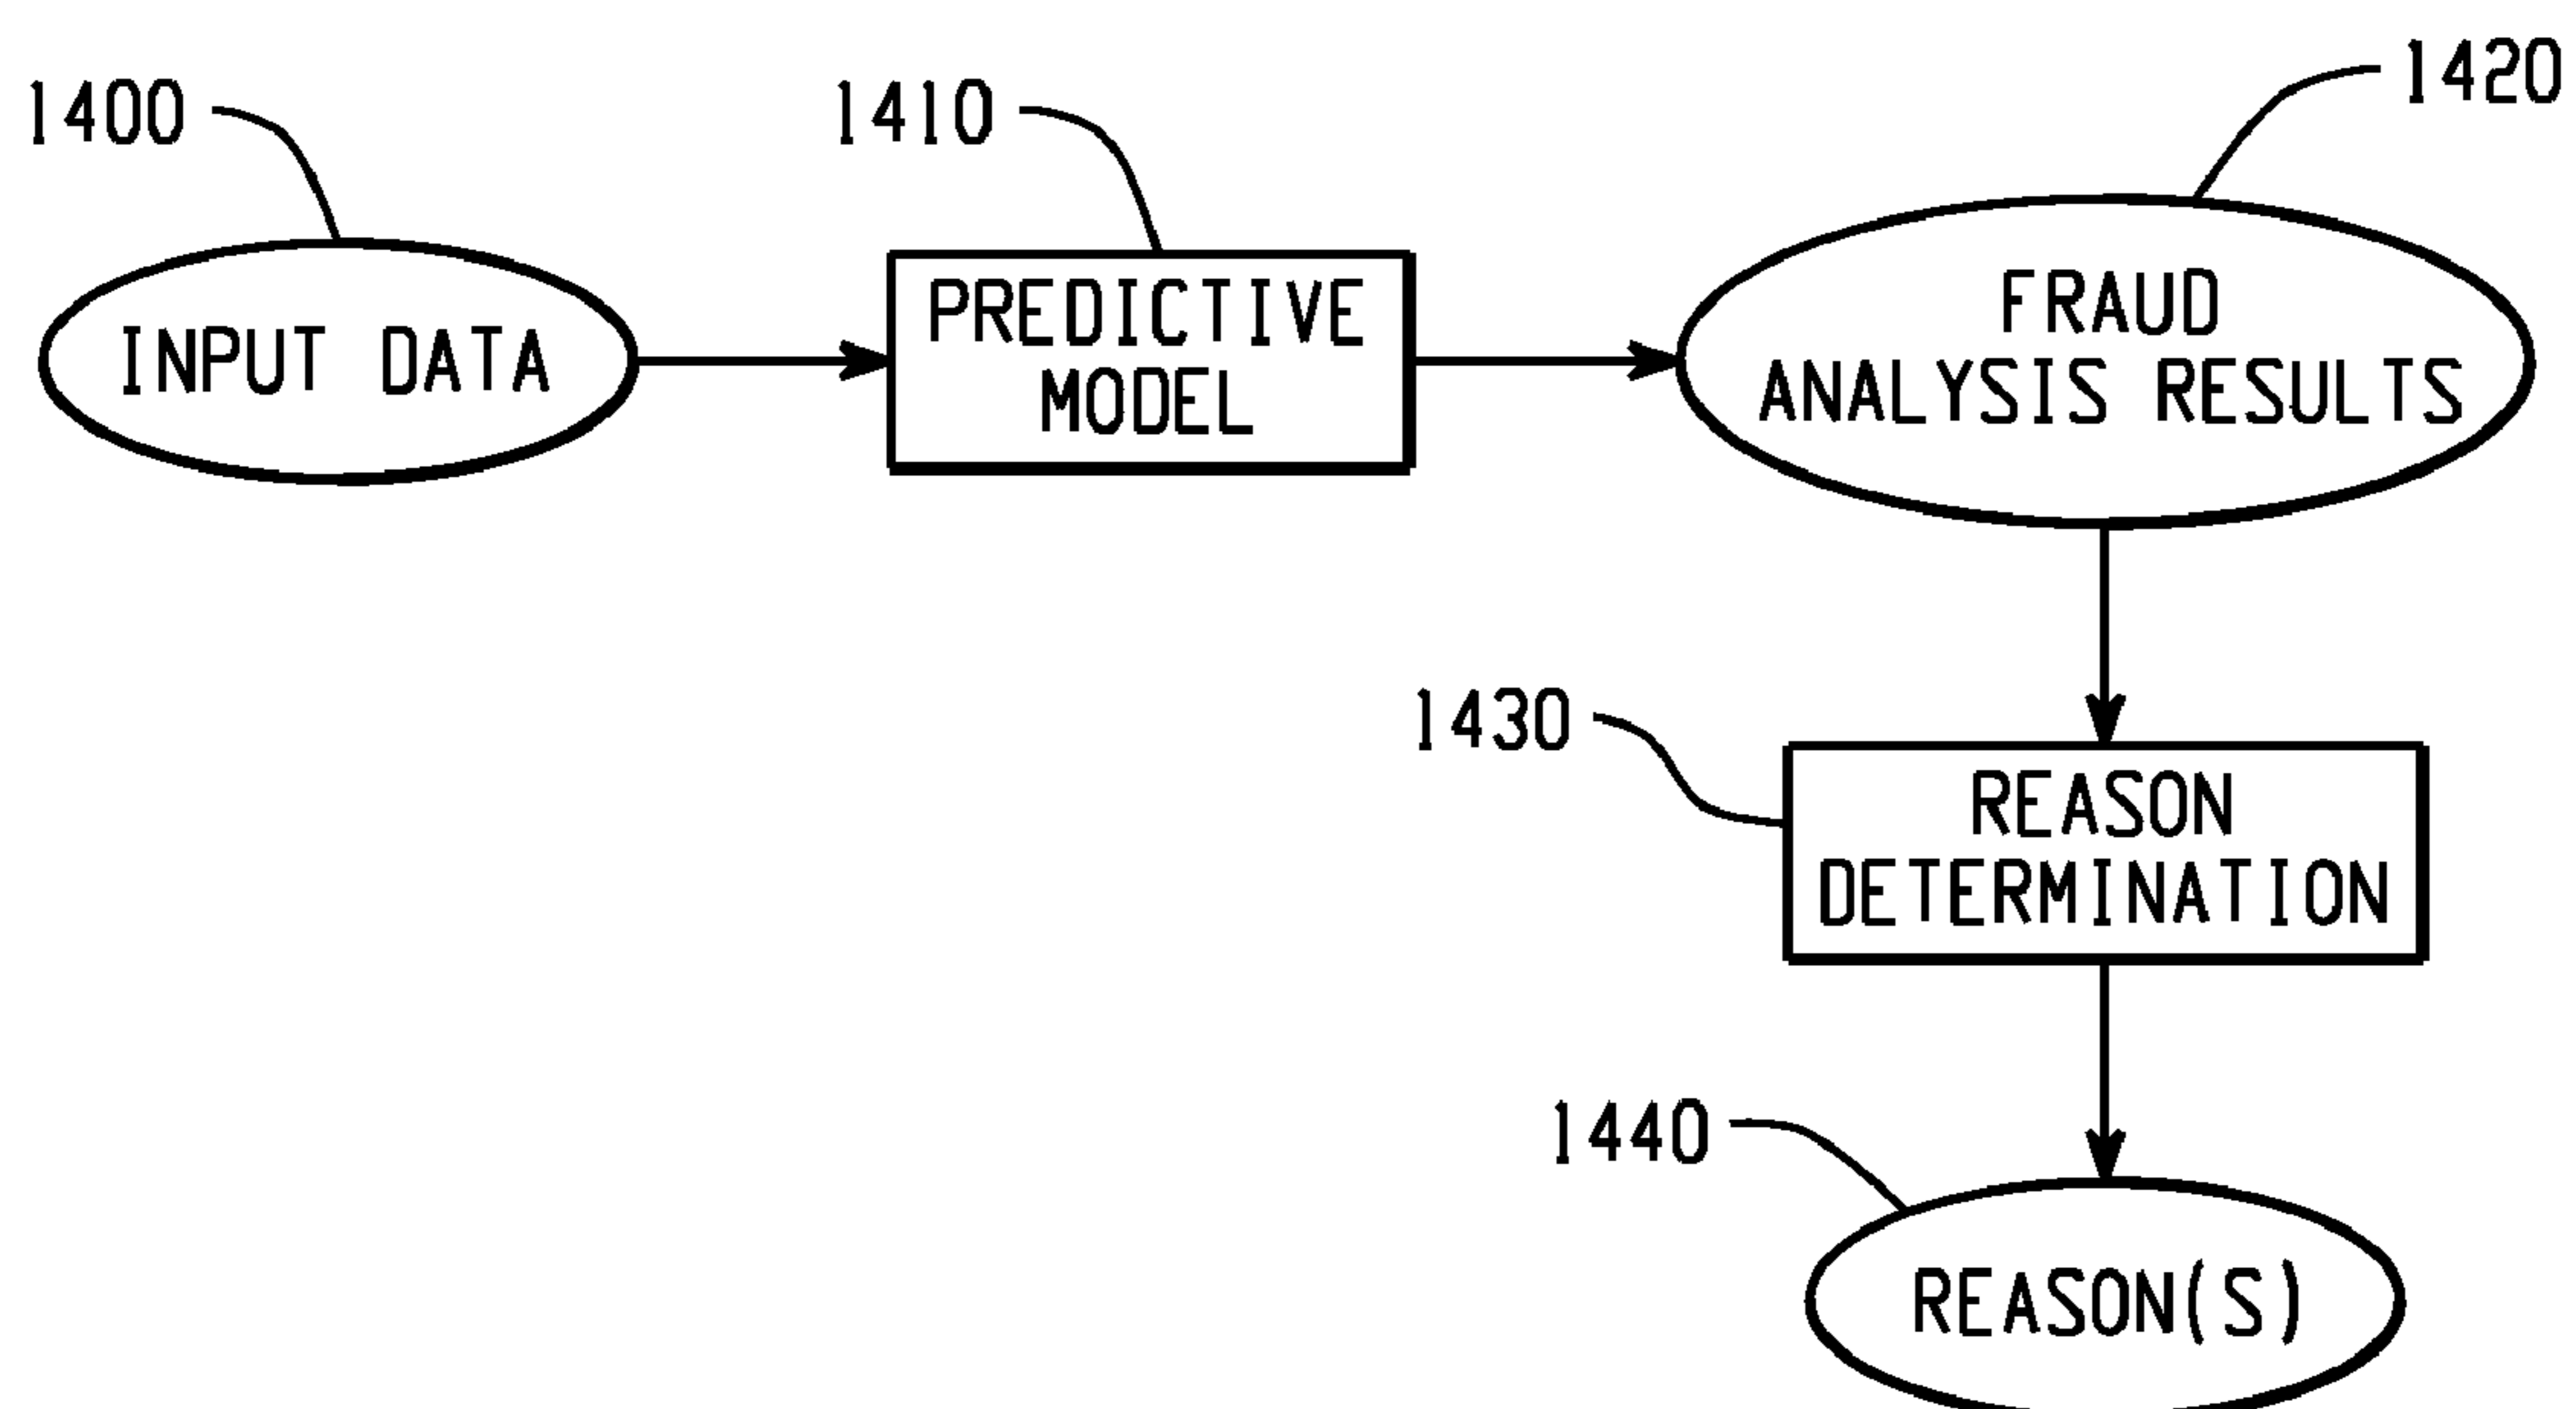 1400
1410
1420
INPUT DATA
PREDICTIVE
MODEL
FRAUD
ANALYSIS RESULTS
1430
REASON
DETERMINATION
1440
REASON(S)